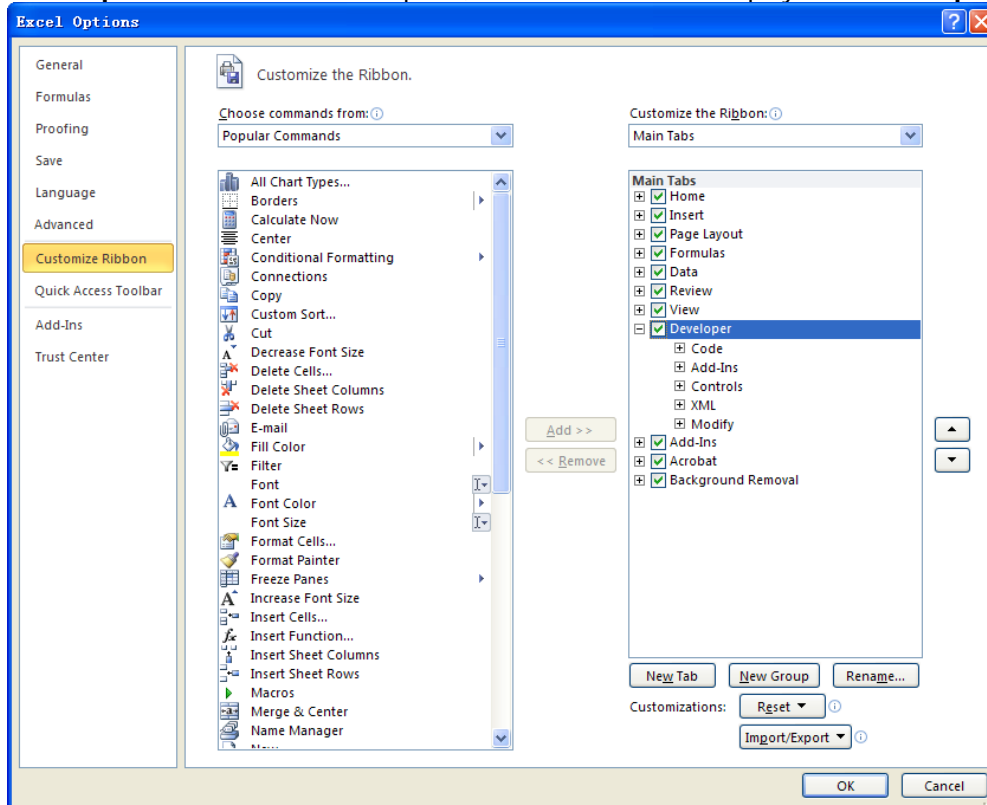 Excel Options
General
Formulas
Proofing
Save
Language
Advanced
Customize Ribbon
Quick Access Toolbar
Add-Ins
Trust Center
Customize the Ribbon.
Choose commands from:
Popular Commands
All Chart Types...
Borders
Calculate Now
Center
Conditional Formatting
Connections
Copy
Custom Sort...
Cut
Decrease Font Size
Delete Cells...
Delete Sheet Columns
Delete Sheet Rows
E-mail
Fill Color
Filter
Font
Font Color
Font Size
Format Cells...
Format Painter
Freeze Panes
Increase Font Size
Insert Cells...
Insert Function...
Insert Sheet Columns
Insert Sheet Rows
Macros
Merge & Center
Name Manager
Add >>
<< Remove
Customize the Ribbon:
Main Tabs
Main Tabs
Home
Insert
Page Layout
Formulas
Data
Review
View
Developer
Code
Add-Ins
Controls
XML
Modify
Add-Ins
Acrobat
Background Removal
New Tab
New Group
Rename...
Customizations:
Reset
Import/Export
OK
Cancel